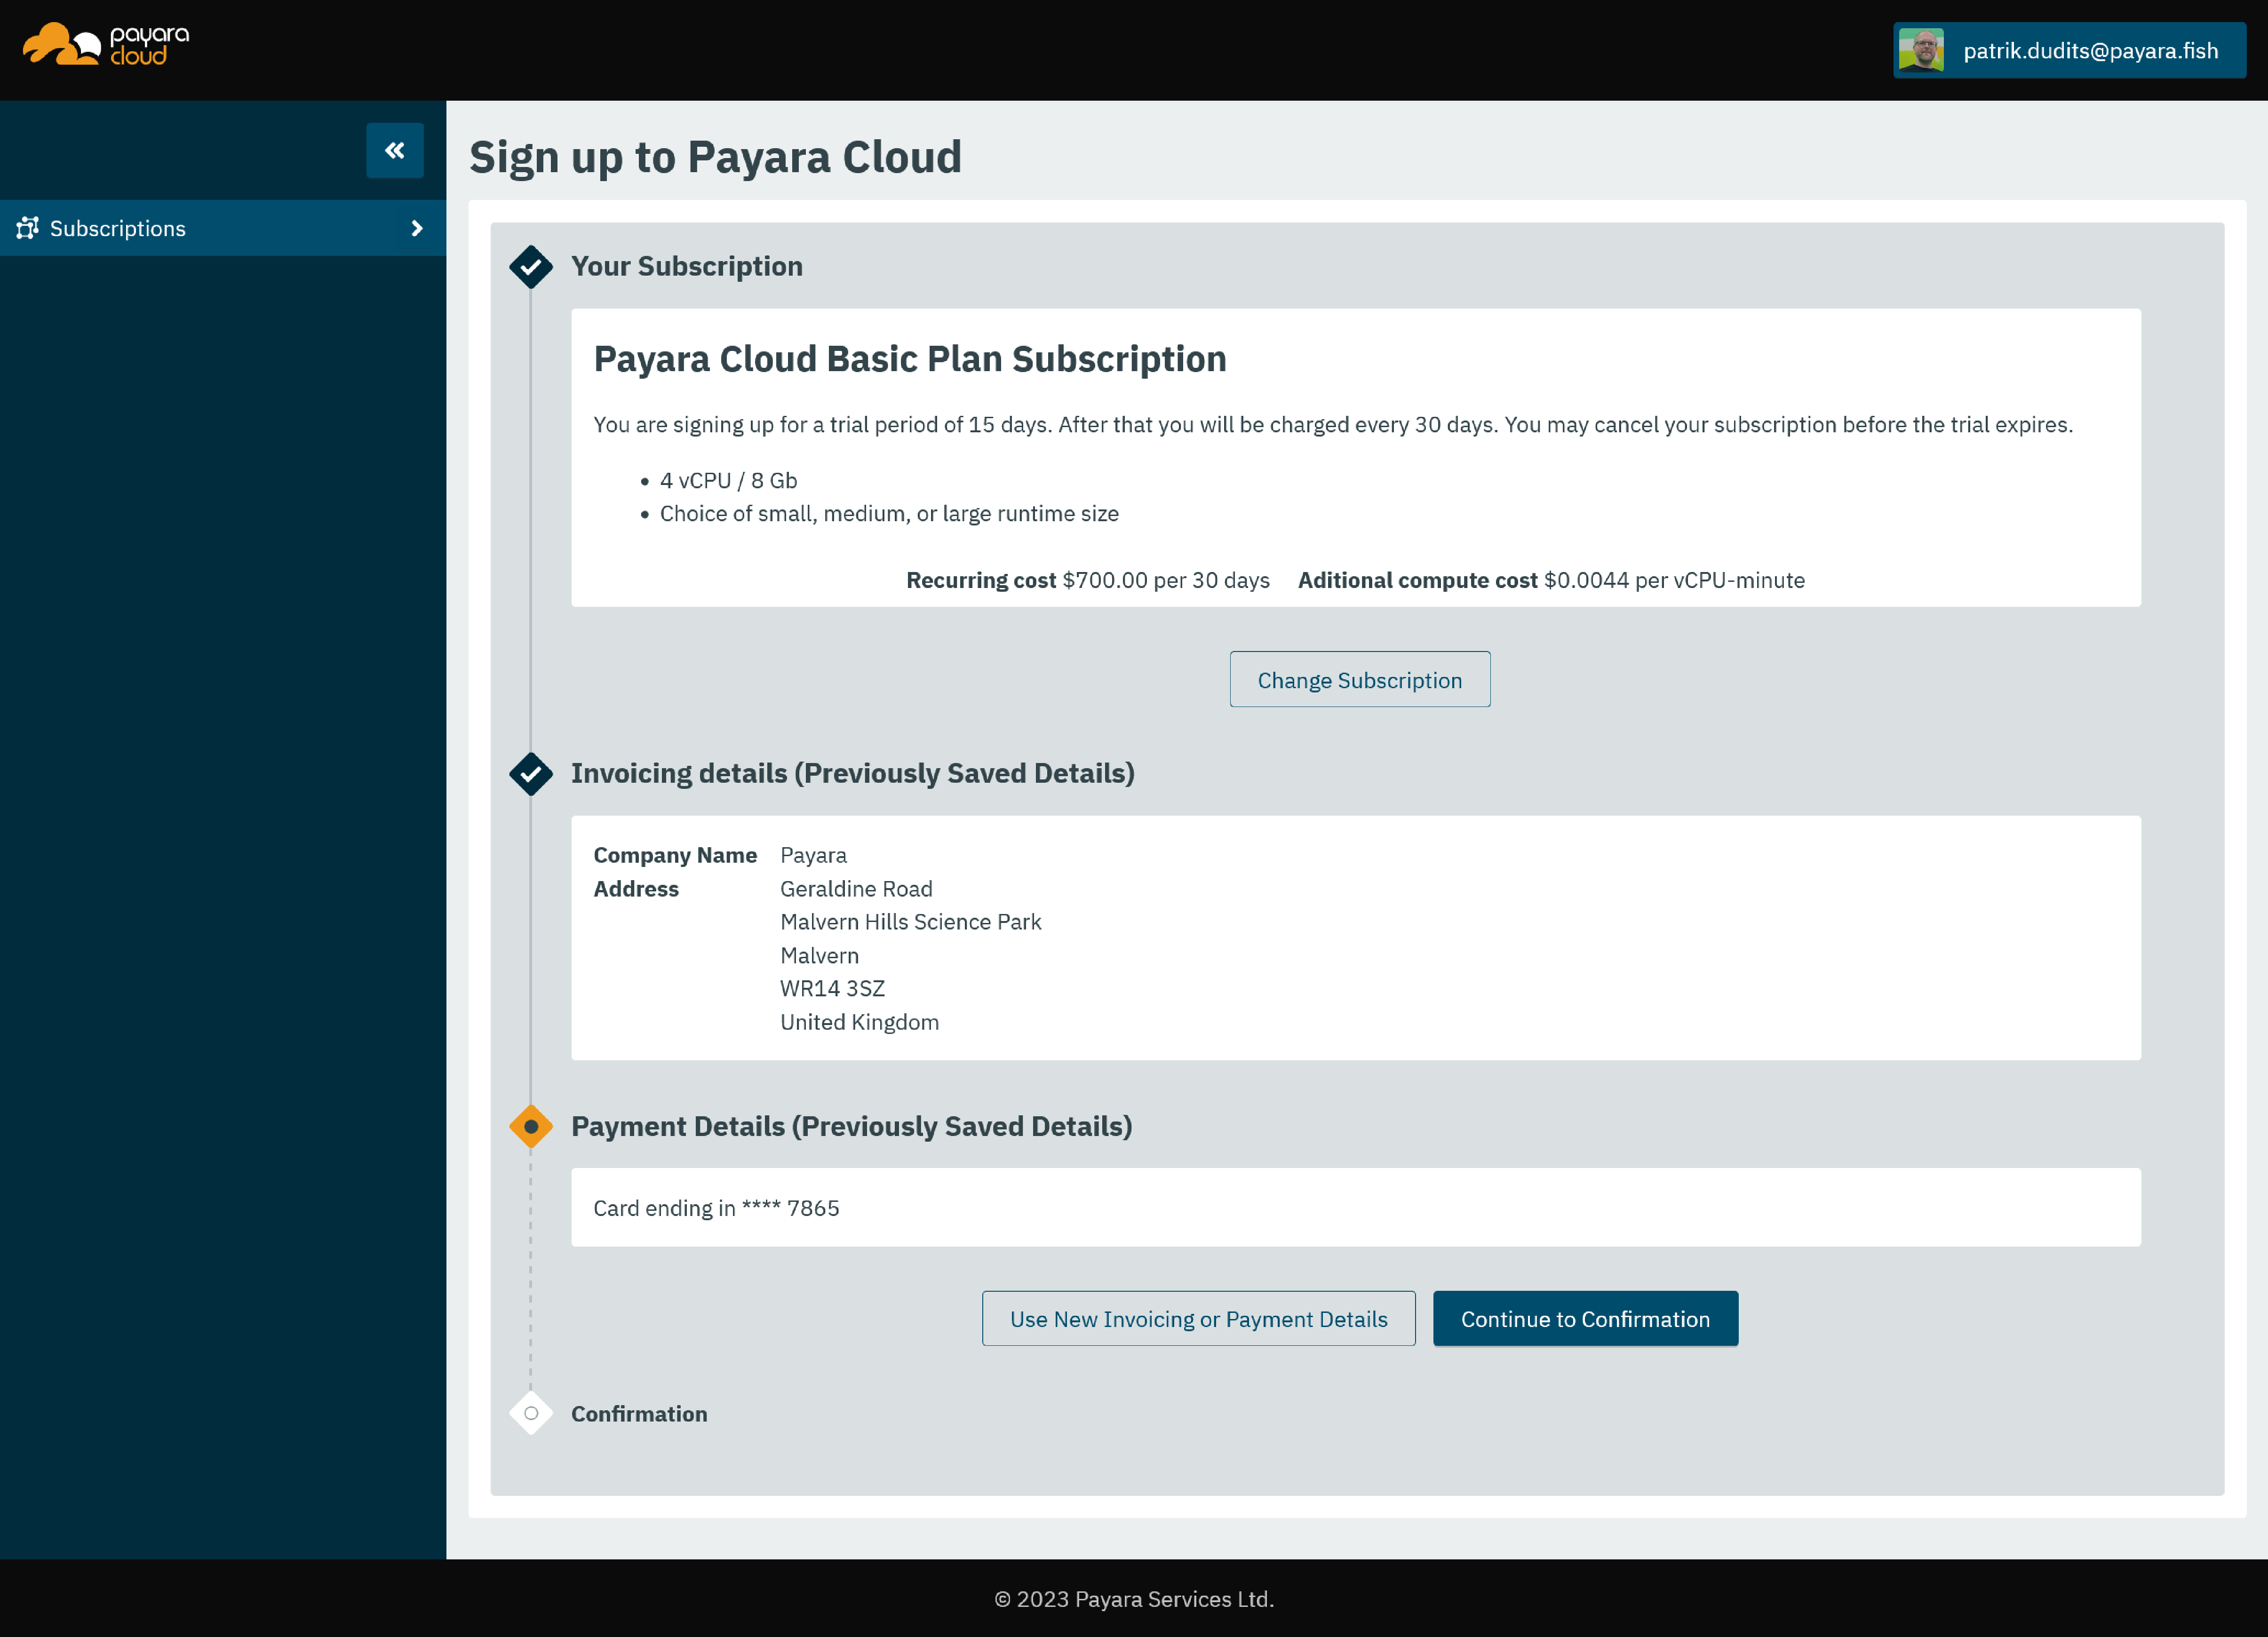 payara
cloud
patrik.dudits@payara.fish
Subscriptions
Sign up to Payara Cloud
Your Subscription
Payara Cloud Basic Plan Subscription
You are signing up for a trial period of 15 days. After that you will be charged every 30 days. You may cancel your subscription before the trial expires.
• 4 vCPU / 8 Gb
• Choice of small, medium, or large runtime size
Recurring cost $700.00 per 30 days Aditional compute cost $0.0044 per vCPU-minute
Change Subscription
Invoicing details (Previously Saved Details)
Company Name Payara
Address Geraldine Road
Malvern Hills Science Park
Malvern
WR14 3SZ
United Kingdom
Payment Details (Previously Saved Details)
Card ending in **** 7865
Use New Invoicing or Payment Details
Continue to Confirmation
Confirmation
© 2023 Payara Services Ltd.